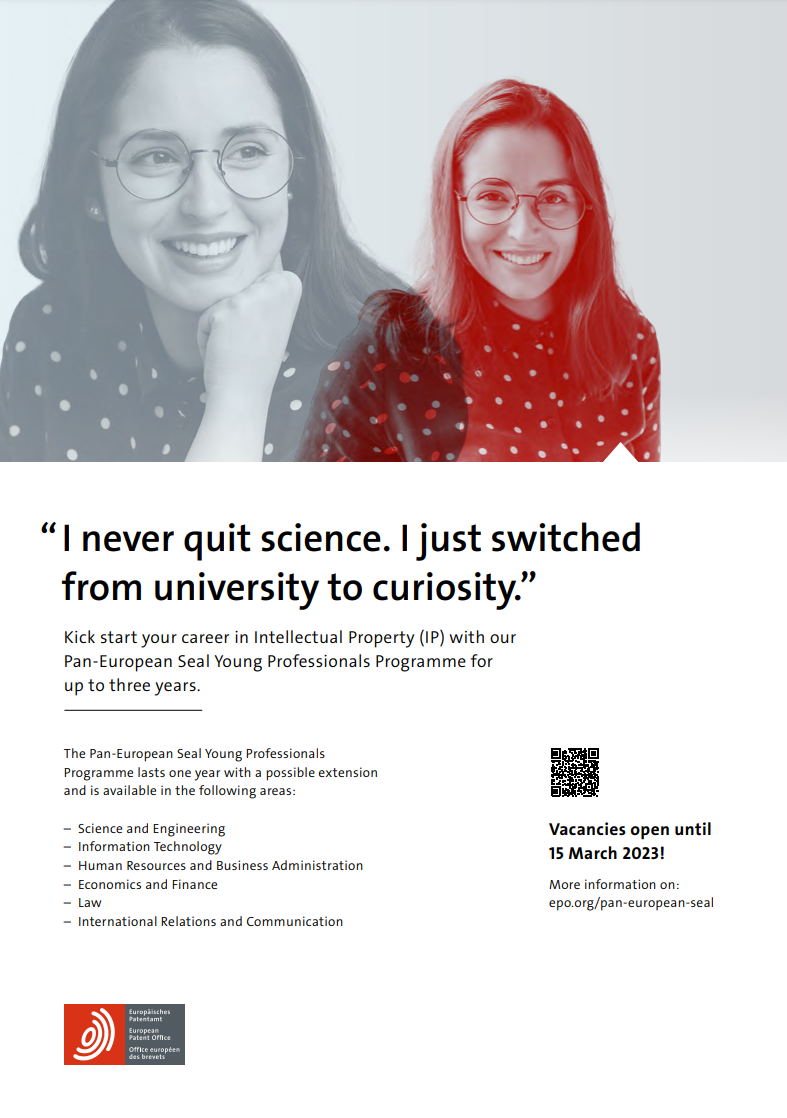 “I never quit science. I just switched
from university to curiosity.”
Kick start your career in Intellectual Property (IP) with our
Pan-European Seal Young Professionals Programme for
up to three years.
The Pan-European Seal Young Professionals
Programme lasts one year with a possible extension
and is available in the following areas:
– Science and Engineering
– Information Technology
– Human Resources and Business Administration
– Economics and Finance
– Law
– International Relations and Communication
Vacancies open until
15 March 2023!
More information on:
epo.org/pan-european-seal
Europäisches
Patentamt
European
Patent Office
Office européen
des brevets